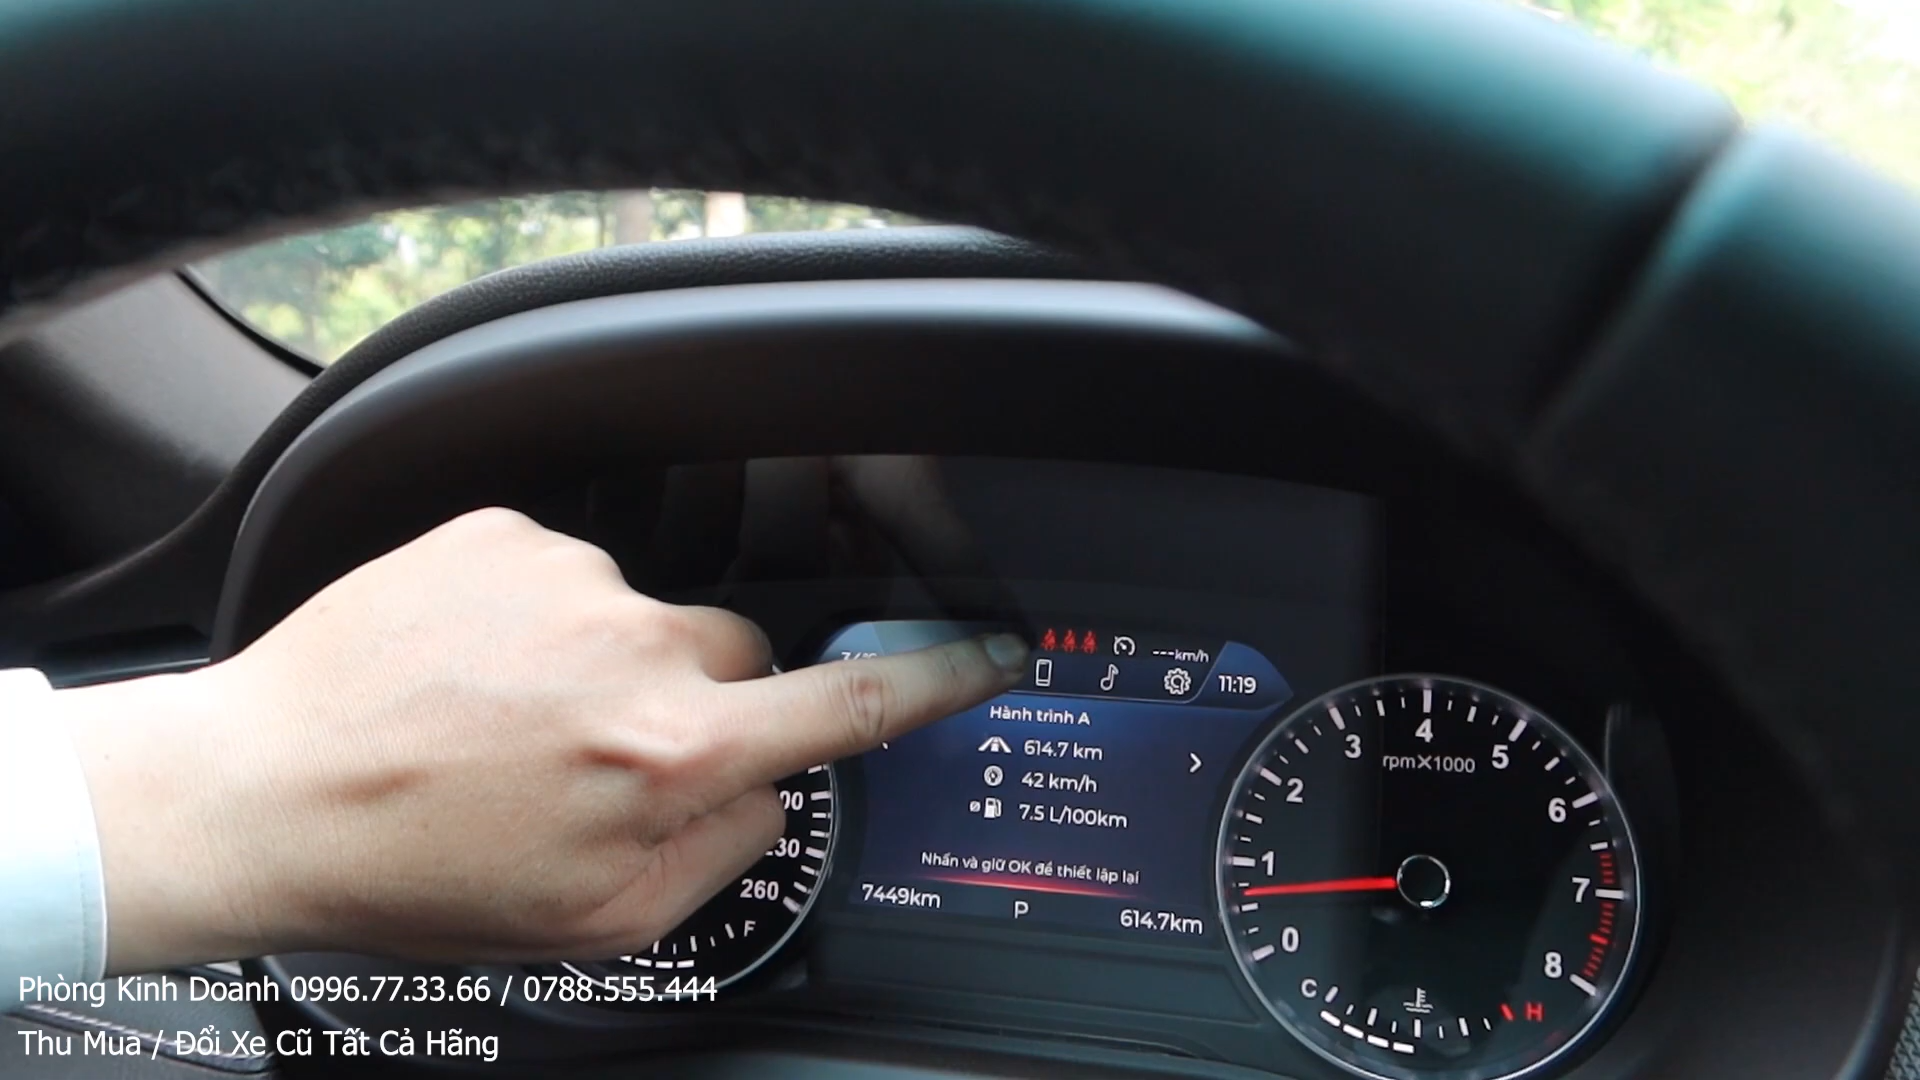 ---km/h
11:19
Hành trình A
614.7 km
42 km/h
7.5 L/100km
Nhấn và giữ OK để thiết lập lại
7449km
P
614.7km
260
F
0
1
2
3
4
5
6
7
8
rpm×1000
C
H
Phòng Kinh Doanh 0996.77.33.66 / 0788.555.444
Thu Mua / Đổi Xe Cũ Tất Cả Hãng